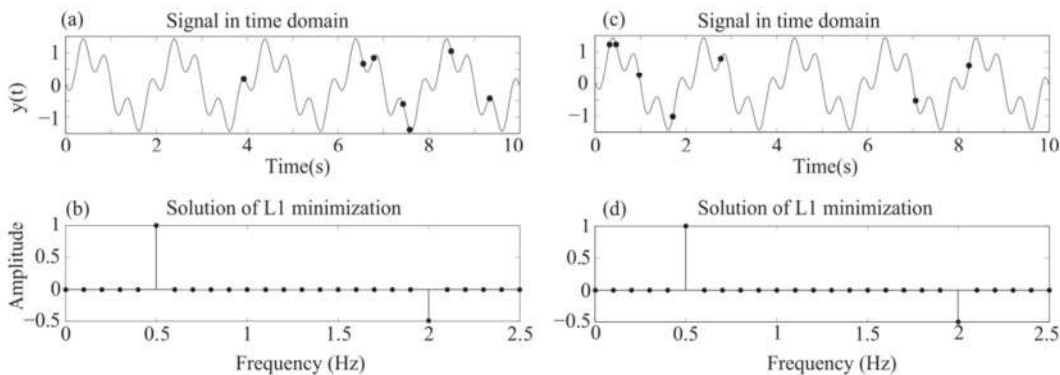 (a) Signal in time domain
y(t)
1
0
−1
0 2 4 6 8 10
Time(s)
(c) Signal in time domain
1
0
−1
0 2 4 6 8 10
Time(s)
(b) Solution of L1 minimization
Amplitude
1
0.5
0
−0.5
0 0.5 1 1.5 2 2.5
Frequency (Hz)
(d) Solution of L1 minimization
1
0.5
0
−0.5
0 0.5 1 1.5 2 2.5
Frequency (Hz)